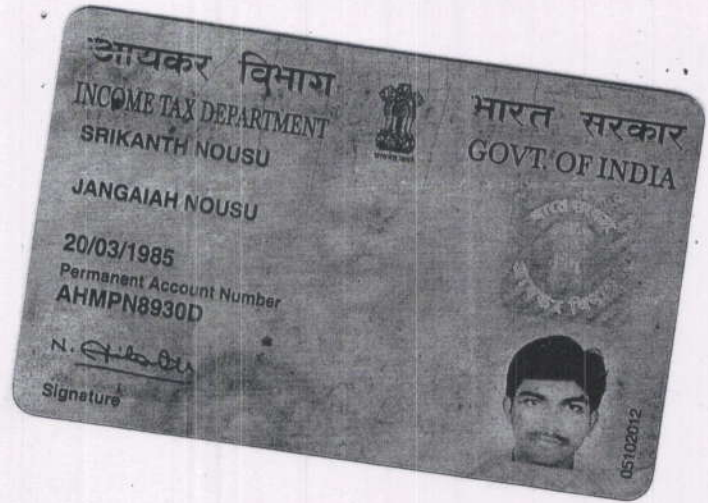 आयकर विभाग
INCOME TAX DEPARTMENT
भारत सरकार
GOVT. OF INDIA
SRIKANTH NOUSU
JANGAIAH NOUSU
20/03/1985
Permanent Account Number
AHMPN8930D
N.
Signature
05102012